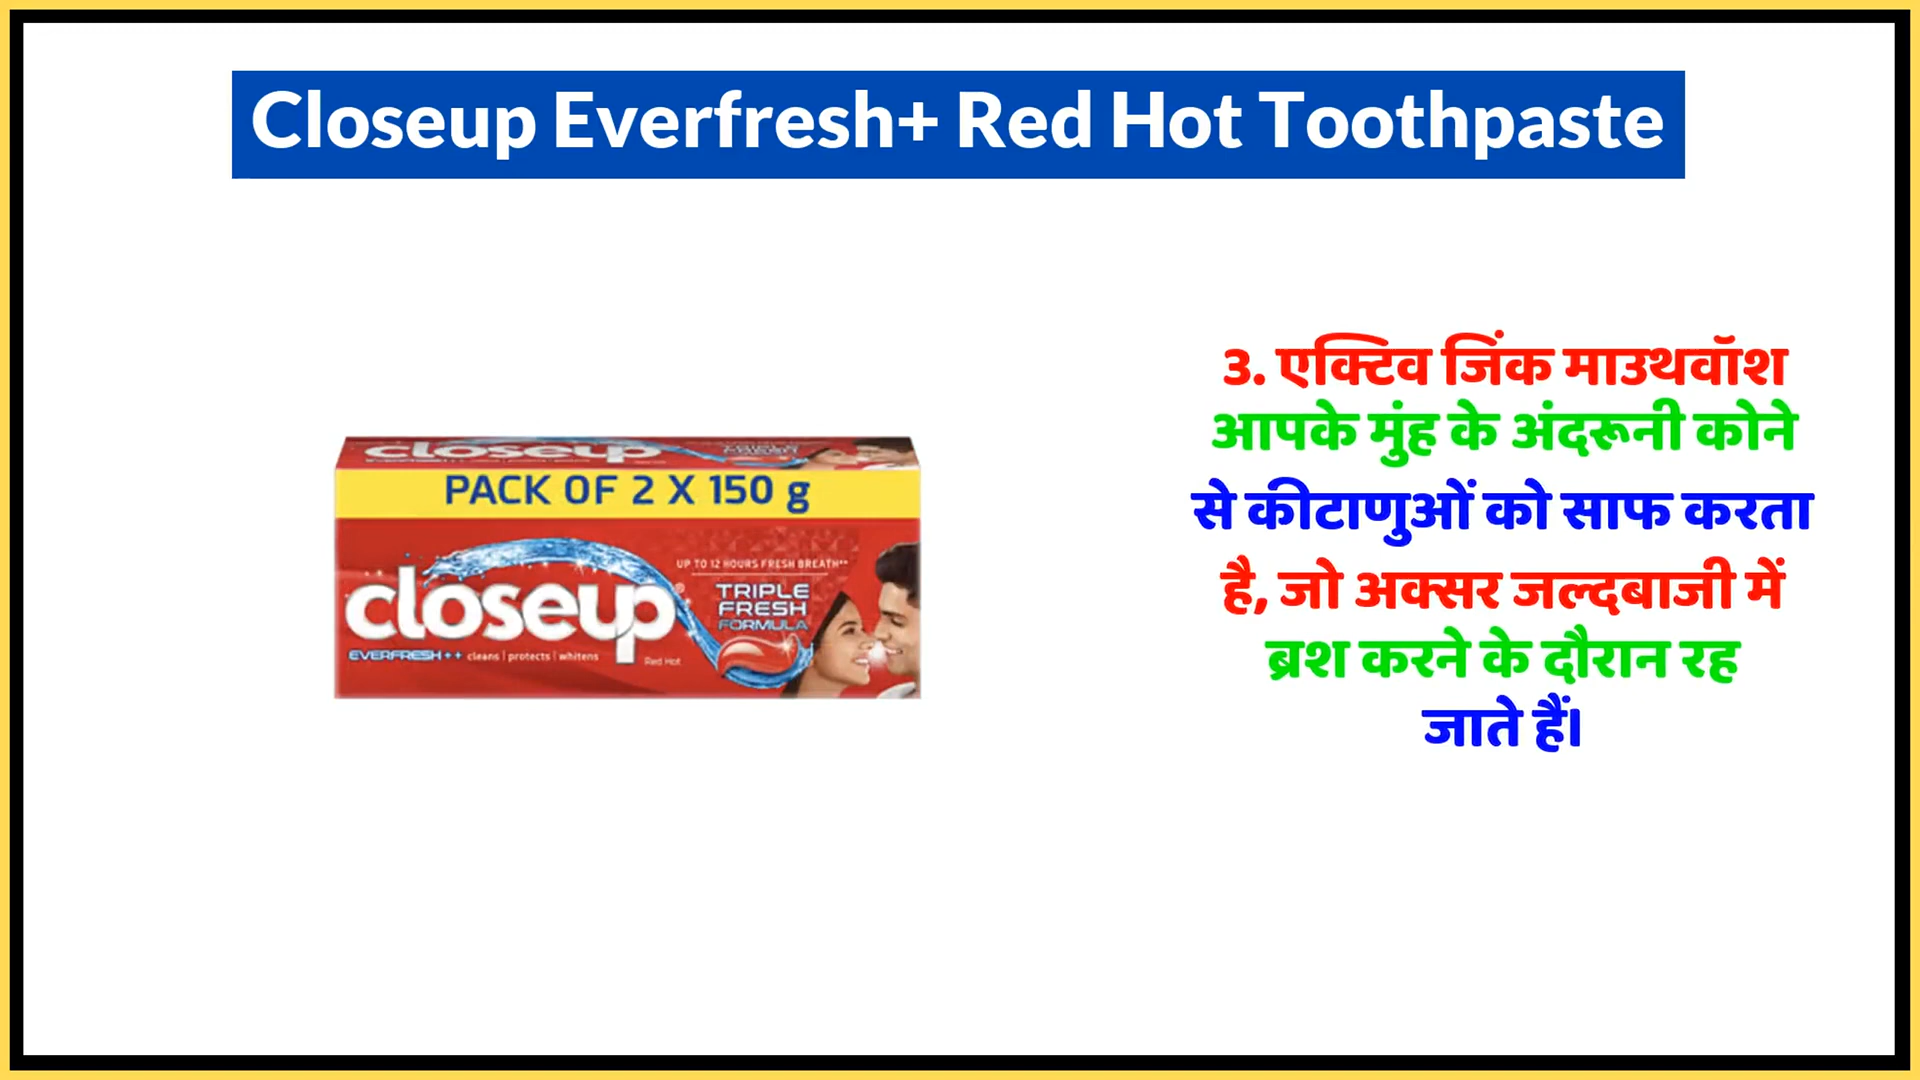 Closeup Everfresh+ Red Hot Toothpaste
closeup
PACK OF 2 X 150 g
UP TO 12 HOURS FRESH BREATH**
closeup
TRIPLE
FRESH
FORMULA
EVERFRESH++ cleans | protects | whitens
Red Hot
3. एक्टिव जिंक माउथवॉश
आपके मुंह के अंदरूनी कोने
से कीटाणुओं को साफ करता
है, जो अक्सर जल्दबाजी में
ब्रश करने के दौरान रह
जाते हैं।